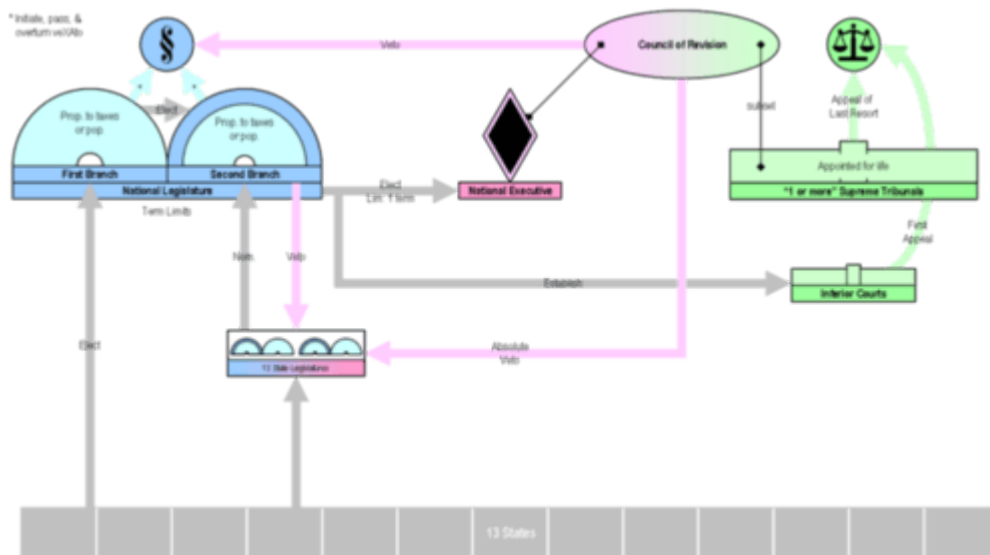 * Initiate, pass, &
§
Veto
Council of Revision
Elect
Prop. to taxes
or pop.
Prop. to taxes
or pop.
Appeal of
Last Resort
subset
First Branch
Second Branch
National Legislature
Term Limits
Elect
Lim. 1 term
National Executive
Appointed for life
"1 or more" Supreme Tribunals
First
Appeal
Nom.
Veto
Establish
Inferior Courts
Elect
Absolute
Veto
13 State Legislatures
13 States